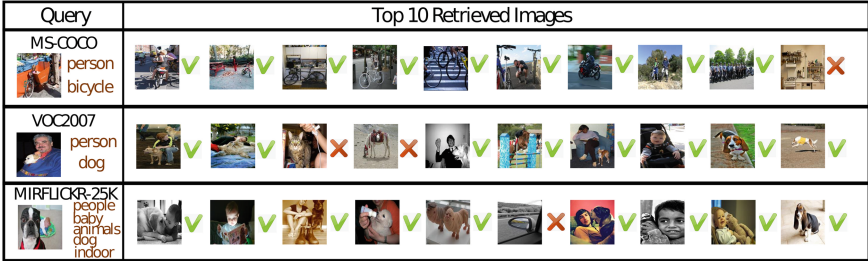 Query
Top 10 Retrieved Images
MS-COCO
person
bicycle
VOC2007
person
dog
MIRFLICKR-25K
people
baby
animals
dog
indoor